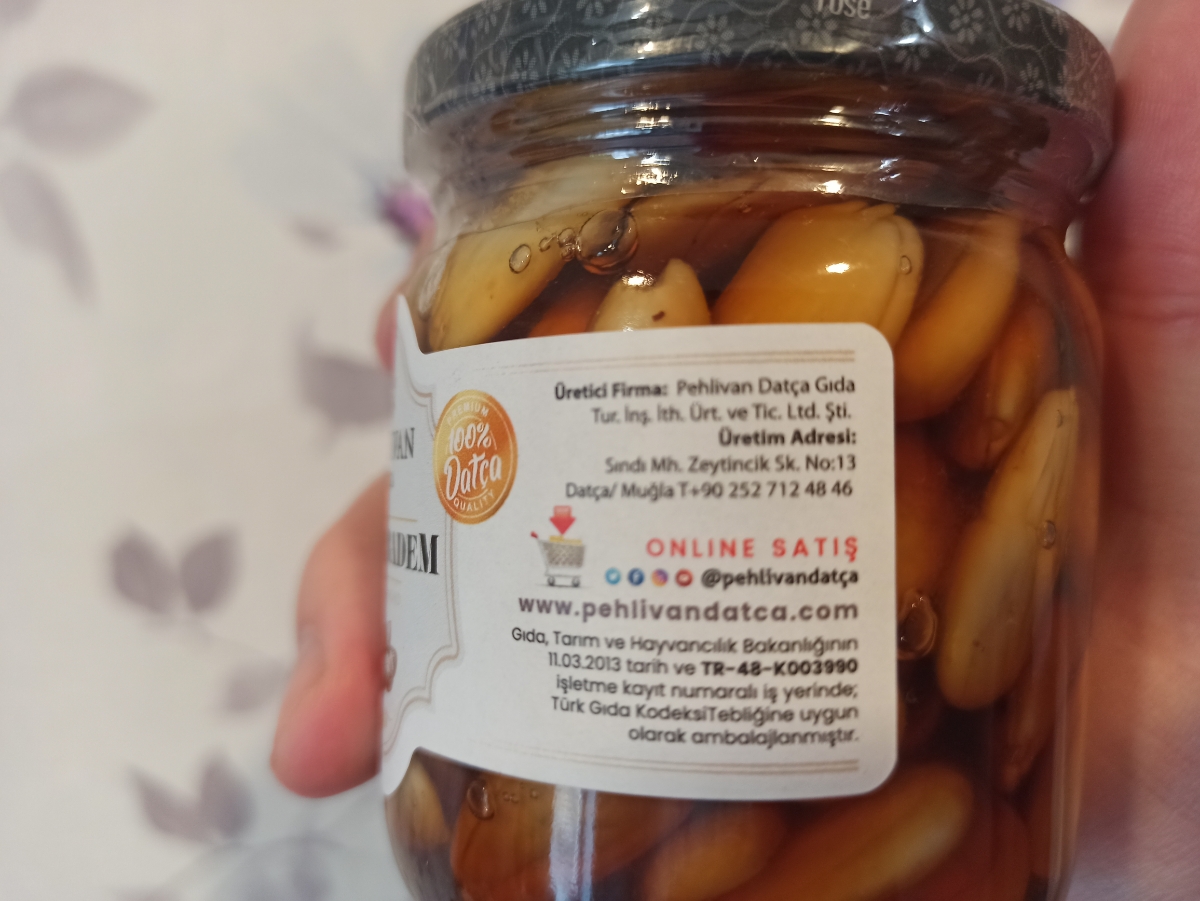 rose
PREMIUM
100%
Datça
QUALITY
Üretici Firma: Pehlivan Datça Gıda
Tur. İnş. İth. Ürt. ve Tic. Ltd. Şti.
Üretim Adresi:
Sındı Mh. Zeytincik Sk. No:13
Datça/ Muğla T+90 252 712 48 46
ONLINE SATIŞ
@pehlivandatça
www.pehlivandatca.com
Gıda, Tarım ve Hayvancılık Bakanlığının
11.03.2013 tarih ve TR-48-K003990
işletme kayıt numaralı iş yerinde;
Türk Gıda KodeksiTebliğine uygun
olarak ambalajlanmıştır.